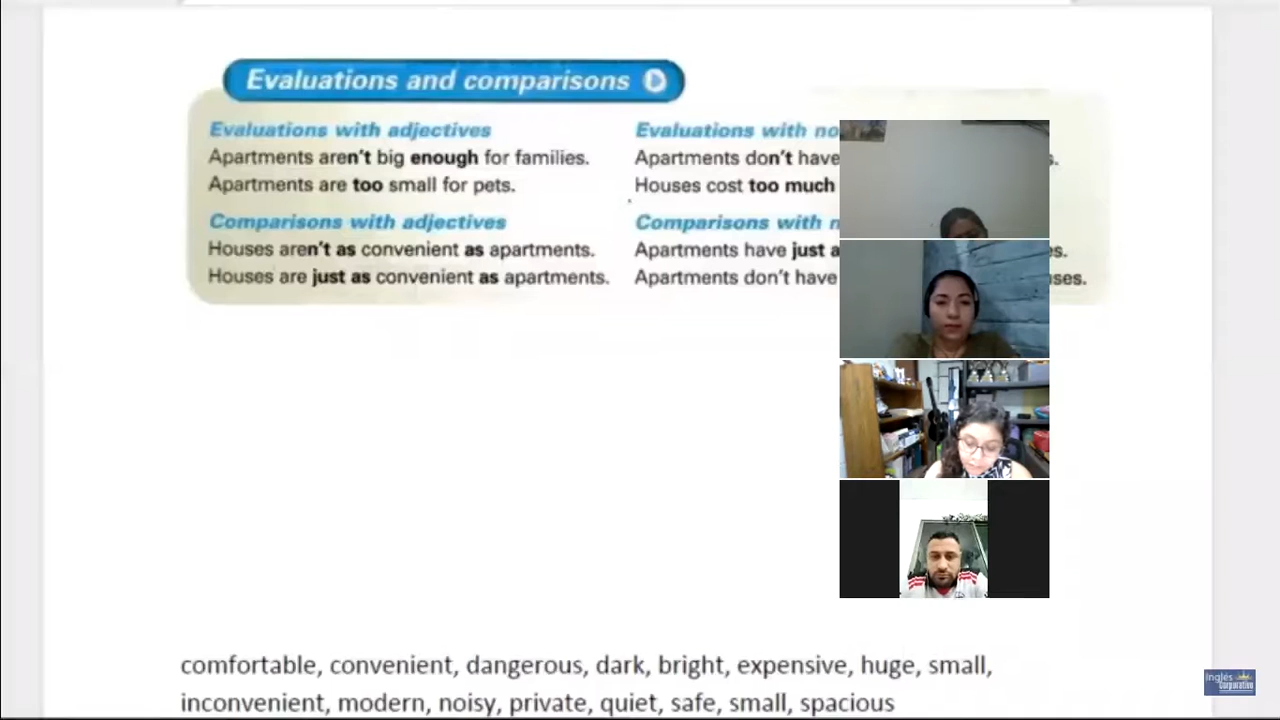 Evaluations and comparisons
Evaluations with adjectives
Apartments aren't big enough for families.
Apartments are too small for pets.
Comparisons with adjectives
Houses aren't as convenient as apartments.
Houses are just as convenient as apartments.
Evaluations with no
Apartments don't have
Houses cost too much
Comparisons with n
Apartments have just a
Apartments don't have
comfortable, convenient, dangerous, dark, bright, expensive, huge, small,
inconvenient, modern, noisy, private, quiet, safe, small, spacious
Inglés
Corporativo